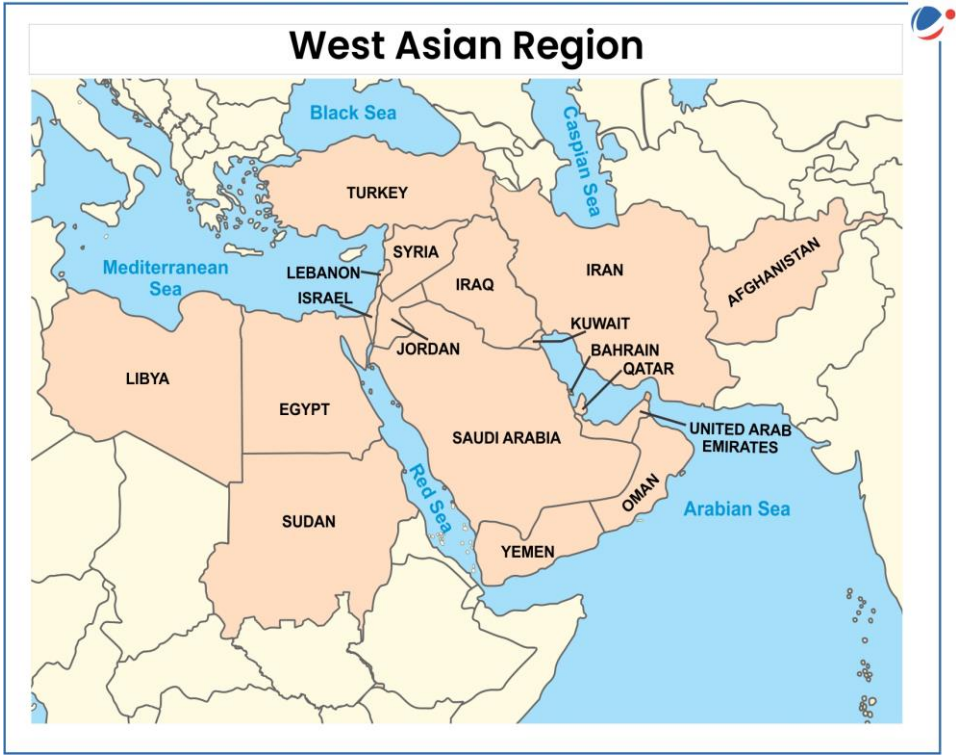 West Asian Region
Black Sea
Caspian Sea
TURKEY
SYRIA
Mediterranean
Sea
LEBANON
IRAQ
IRAN
AFGHANISTAN
ISRAEL
KUWAIT
JORDAN
BAHRAIN
QATAR
LIBYA
EGYPT
SAUDI ARABIA
UNITED ARAB
EMIRATES
Red Sea
OMAN
Arabian Sea
SUDAN
YEMEN